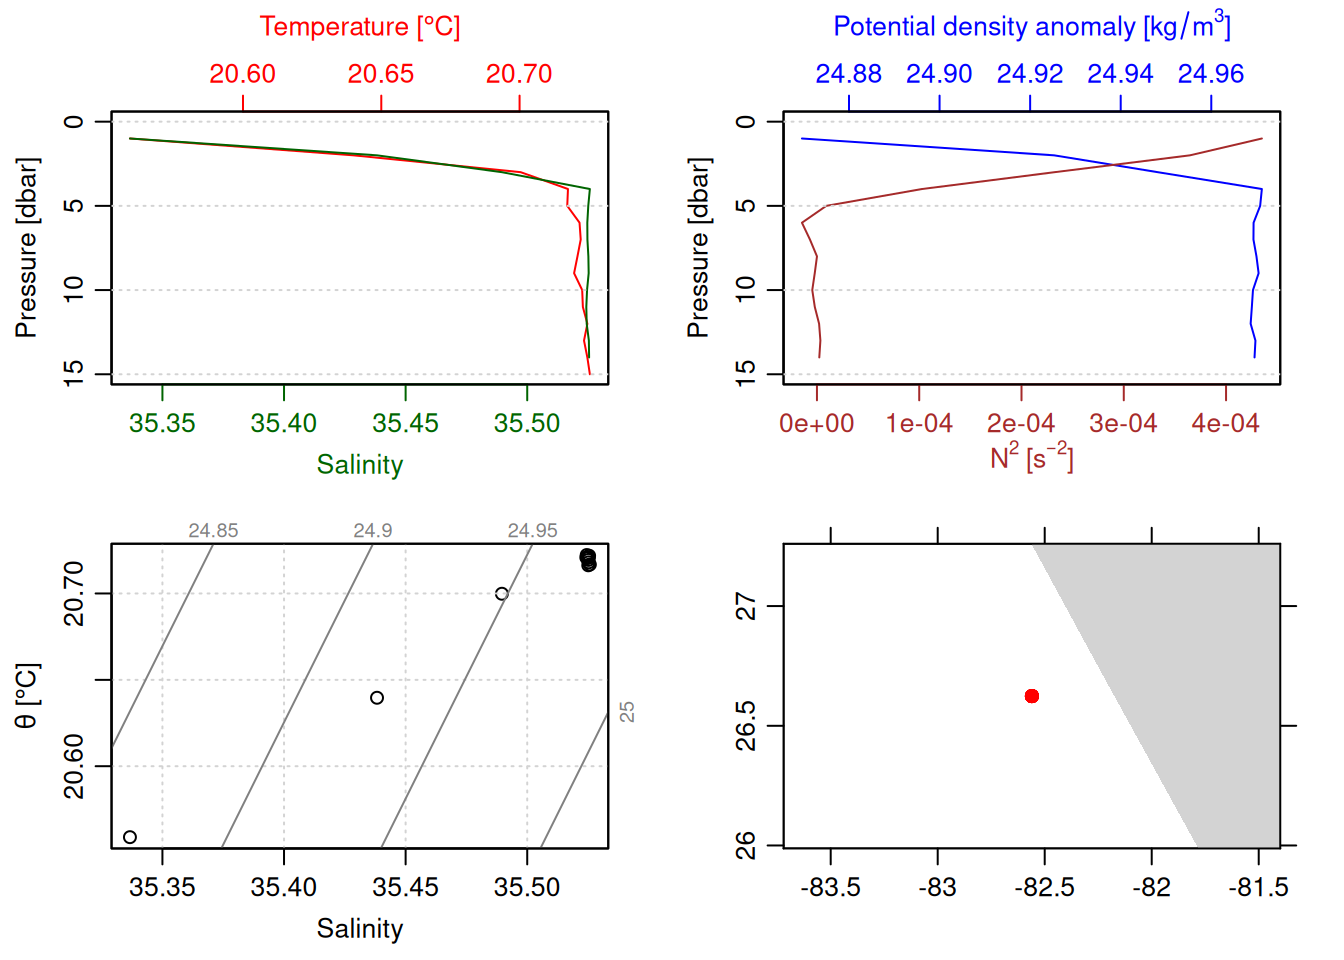 Temperature [°C]
20.60 20.65 20.70
0
5
10
15
Pressure [dbar]
35.35 35.40 35.45 35.50
Salinity
Potential density anomaly [kg/m³]
24.88 24.90 24.92 24.94 24.96
0
5
10
15
Pressure [dbar]
0e+00 1e-04 2e-04 3e-04 4e-04
N² [s⁻²]
24.85 24.9 24.95
25
20.70
20.60
θ [°C]
35.35 35.40 35.45 35.50
Salinity
27
26.5
26
-83.5 -83 -82.5 -82 -81.5